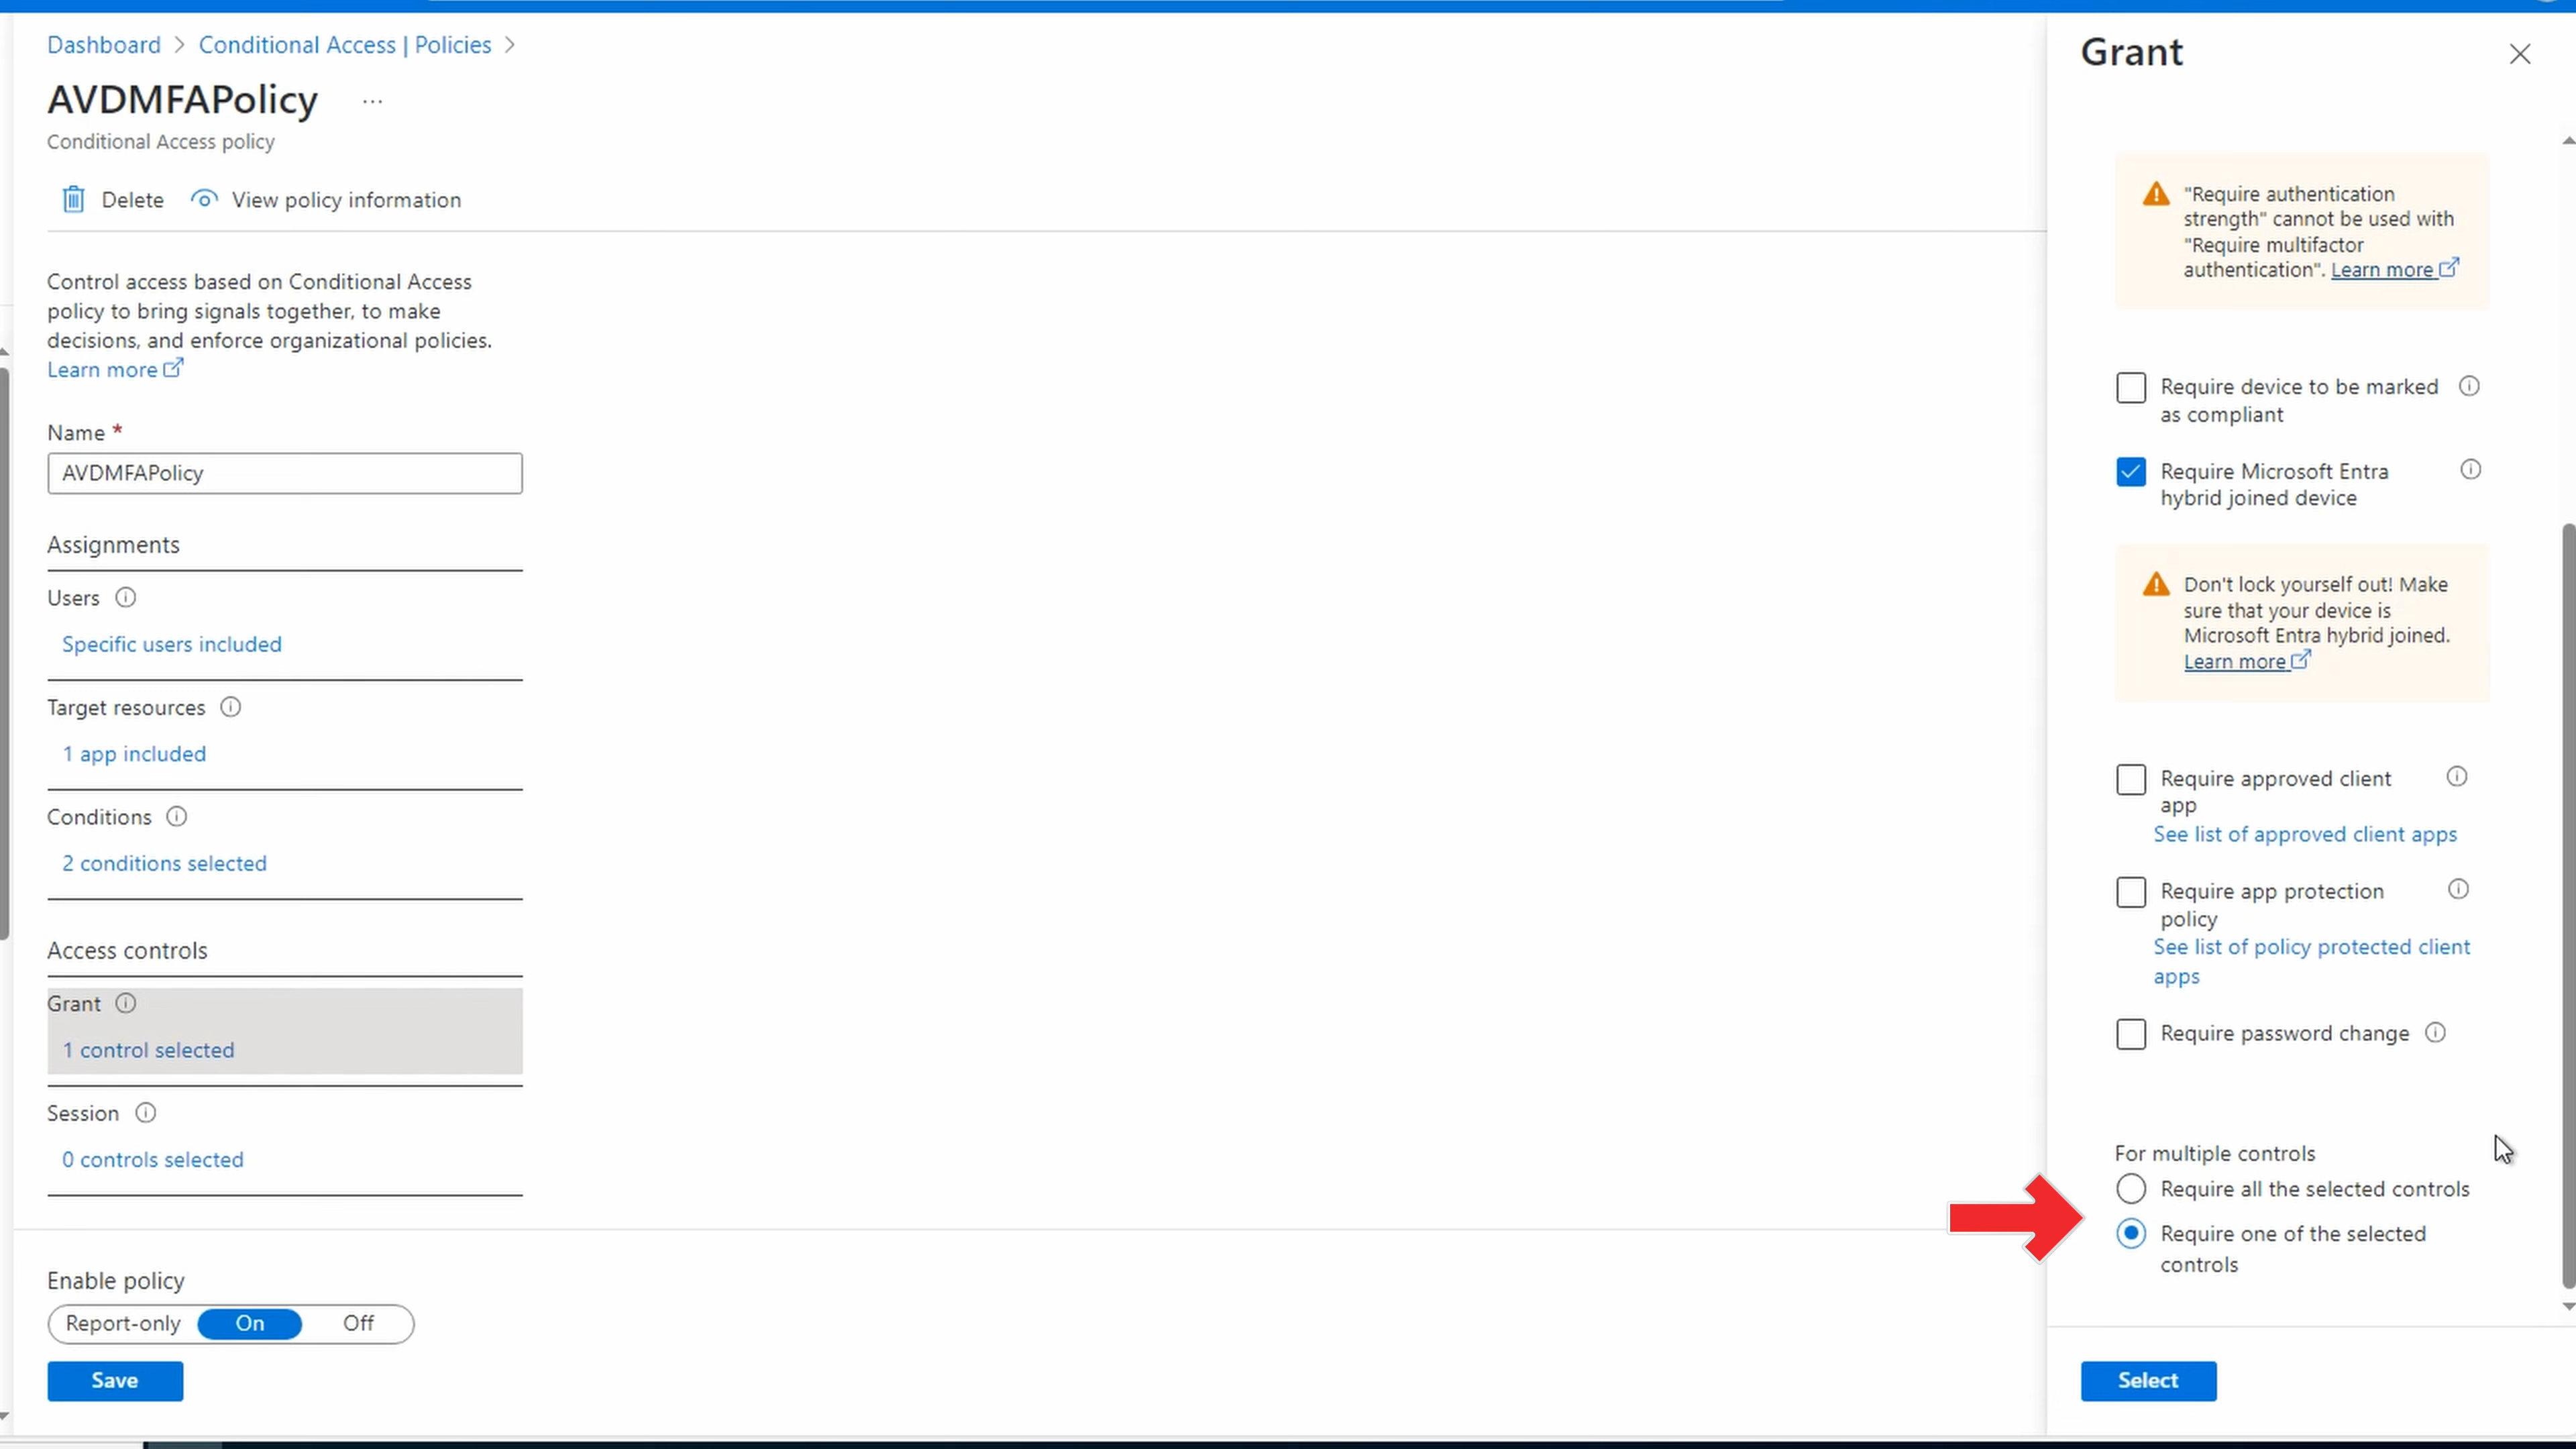 Dashboard > Conditional Access | Policies >
AVDMFAPolicy ...
Conditional Access policy
Delete View policy information
Control access based on Conditional Access
policy to bring signals together, to make
decisions, and enforce organizational policies.
Learn more
Name *
AVDMFAPolicy
Assignments
Users
Specific users included
Target resources
1 app included
Conditions
2 conditions selected
Access controls
Grant
1 control selected
Session
0 controls selected
Enable policy
Report-only On Off
Save
Grant
"Require authentication
strength" cannot be used with
"Require multifactor
authentication". Learn more
Require device to be marked
as compliant
Require Microsoft Entra
hybrid joined device
Don't lock yourself out! Make
sure that your device is
Microsoft Entra hybrid joined.
Learn more
Require approved client
app
See list of approved client apps
Require app protection
policy
See list of policy protected client
apps
Require password change
For multiple controls
Require all the selected controls
Require one of the selected
controls
Select